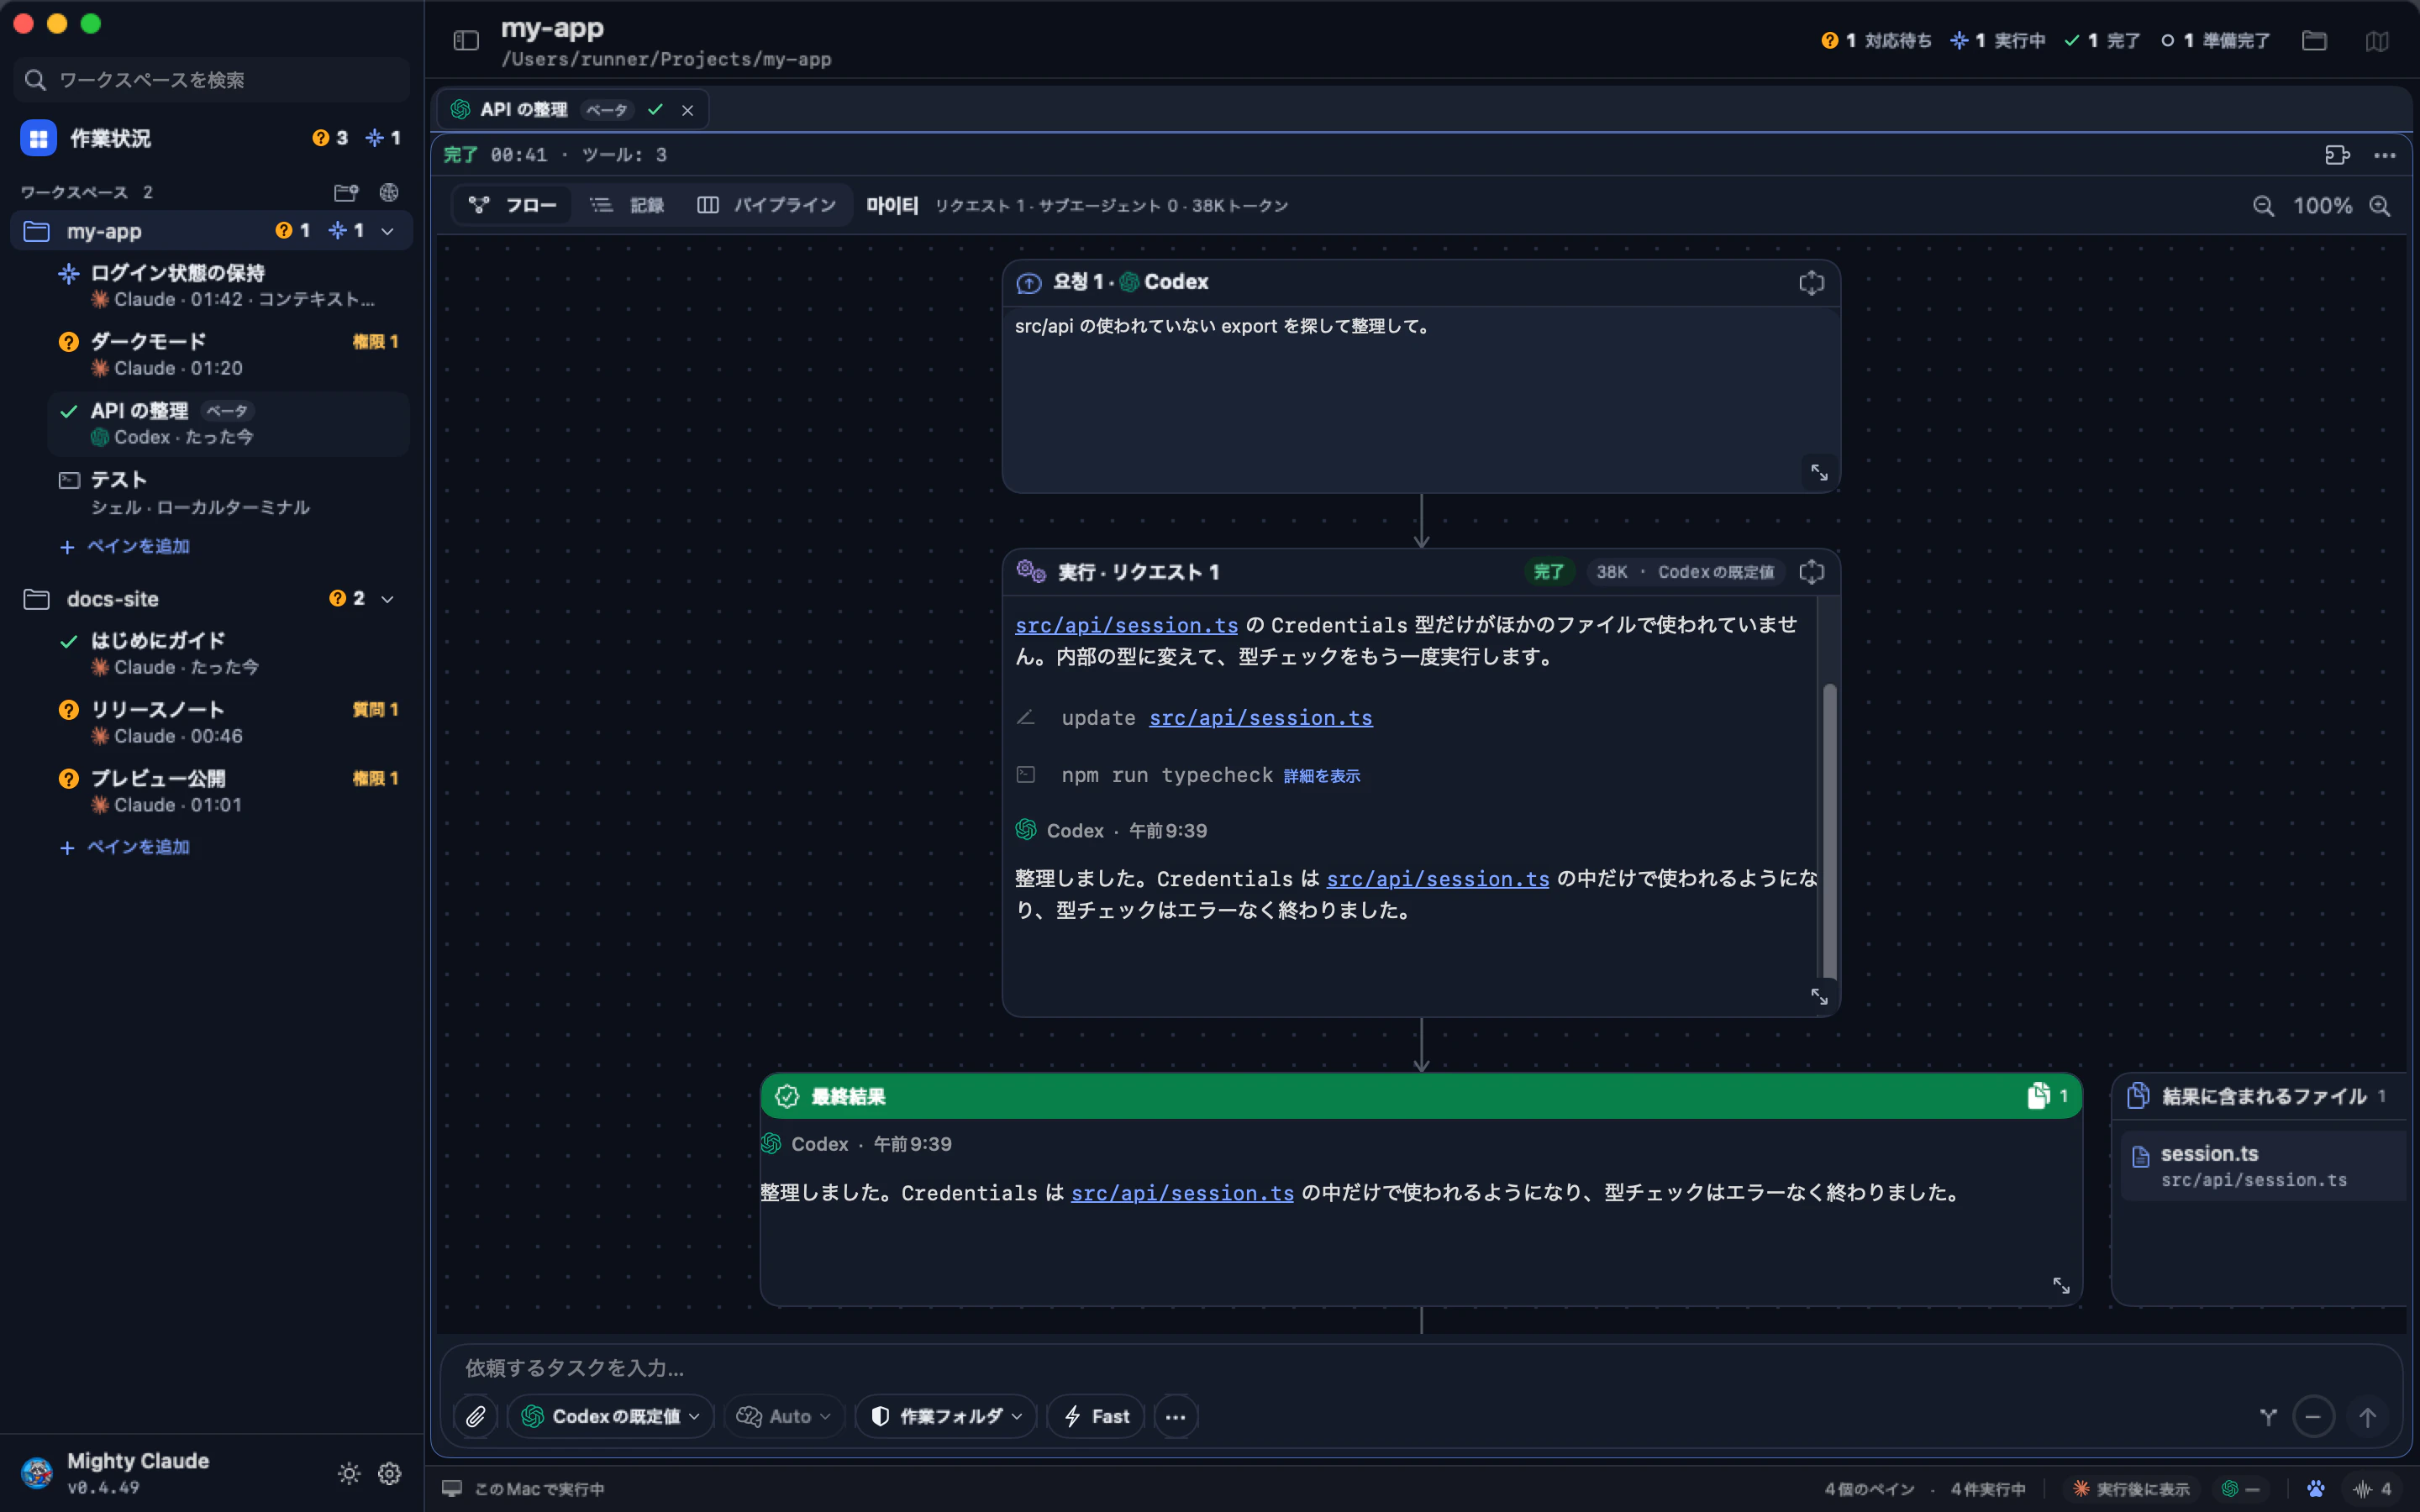 ワークスペースを検索
作業状況 3 1
ワークスペース 2
my-app 1 1
ログイン状態の保持
Claude · 01:42 · コンテキスト...
ダークモード 権限 1
Claude · 01:20
API の整理 ベータ
Codex · たった今
テスト
シェル · ローカルターミナル
+ ペインを追加
docs-site 2
はじめにガイド
Claude · たった今
リリースノート 質問 1
Claude · 00:46
プレビュー公開 権限 1
Claude · 01:01
+ ペインを追加
Mighty Claude
v0.4.49
my-app
/Users/runner/Projects/my-app
1 対応待ち 1 実行中 1 完了 1 準備完了
API の整理 ベータ
完了 00:41 · ツール: 3
フロー 記録 パイプライン 마이티 リクエスト 1 · サブエージェント 0 · 38Kトークン
100%
요청 1 · Codex
src/api の使われていない export を探して整理して。
実行 · リクエスト 1 完了 38K · Codexの既定値
src/api/session.ts の Credentials 型だけがほかのファイルで使われていませ
ん。内部の型に変えて、型チェックをもう一度実行します。
update src/api/session.ts
npm run typecheck 詳細を表示
Codex · 午前9:39
整理しました。Credentials は src/api/session.ts の中だけで使われるようにな
り、型チェックはエラーなく終わりました。
最終結果 1
Codex · 午前9:39
整理しました。Credentials は src/api/session.ts の中だけで使われるようになり、型チェックはエラーなく終わりました。
結果に含まれるファイル 1
session.ts
src/api/session.ts
依頼するタスクを入力...
Codexの既定値 Auto 作業フォルダ Fast
このMacで実行中
4個のペイン · 4件実行中 実行後に表示 — 4